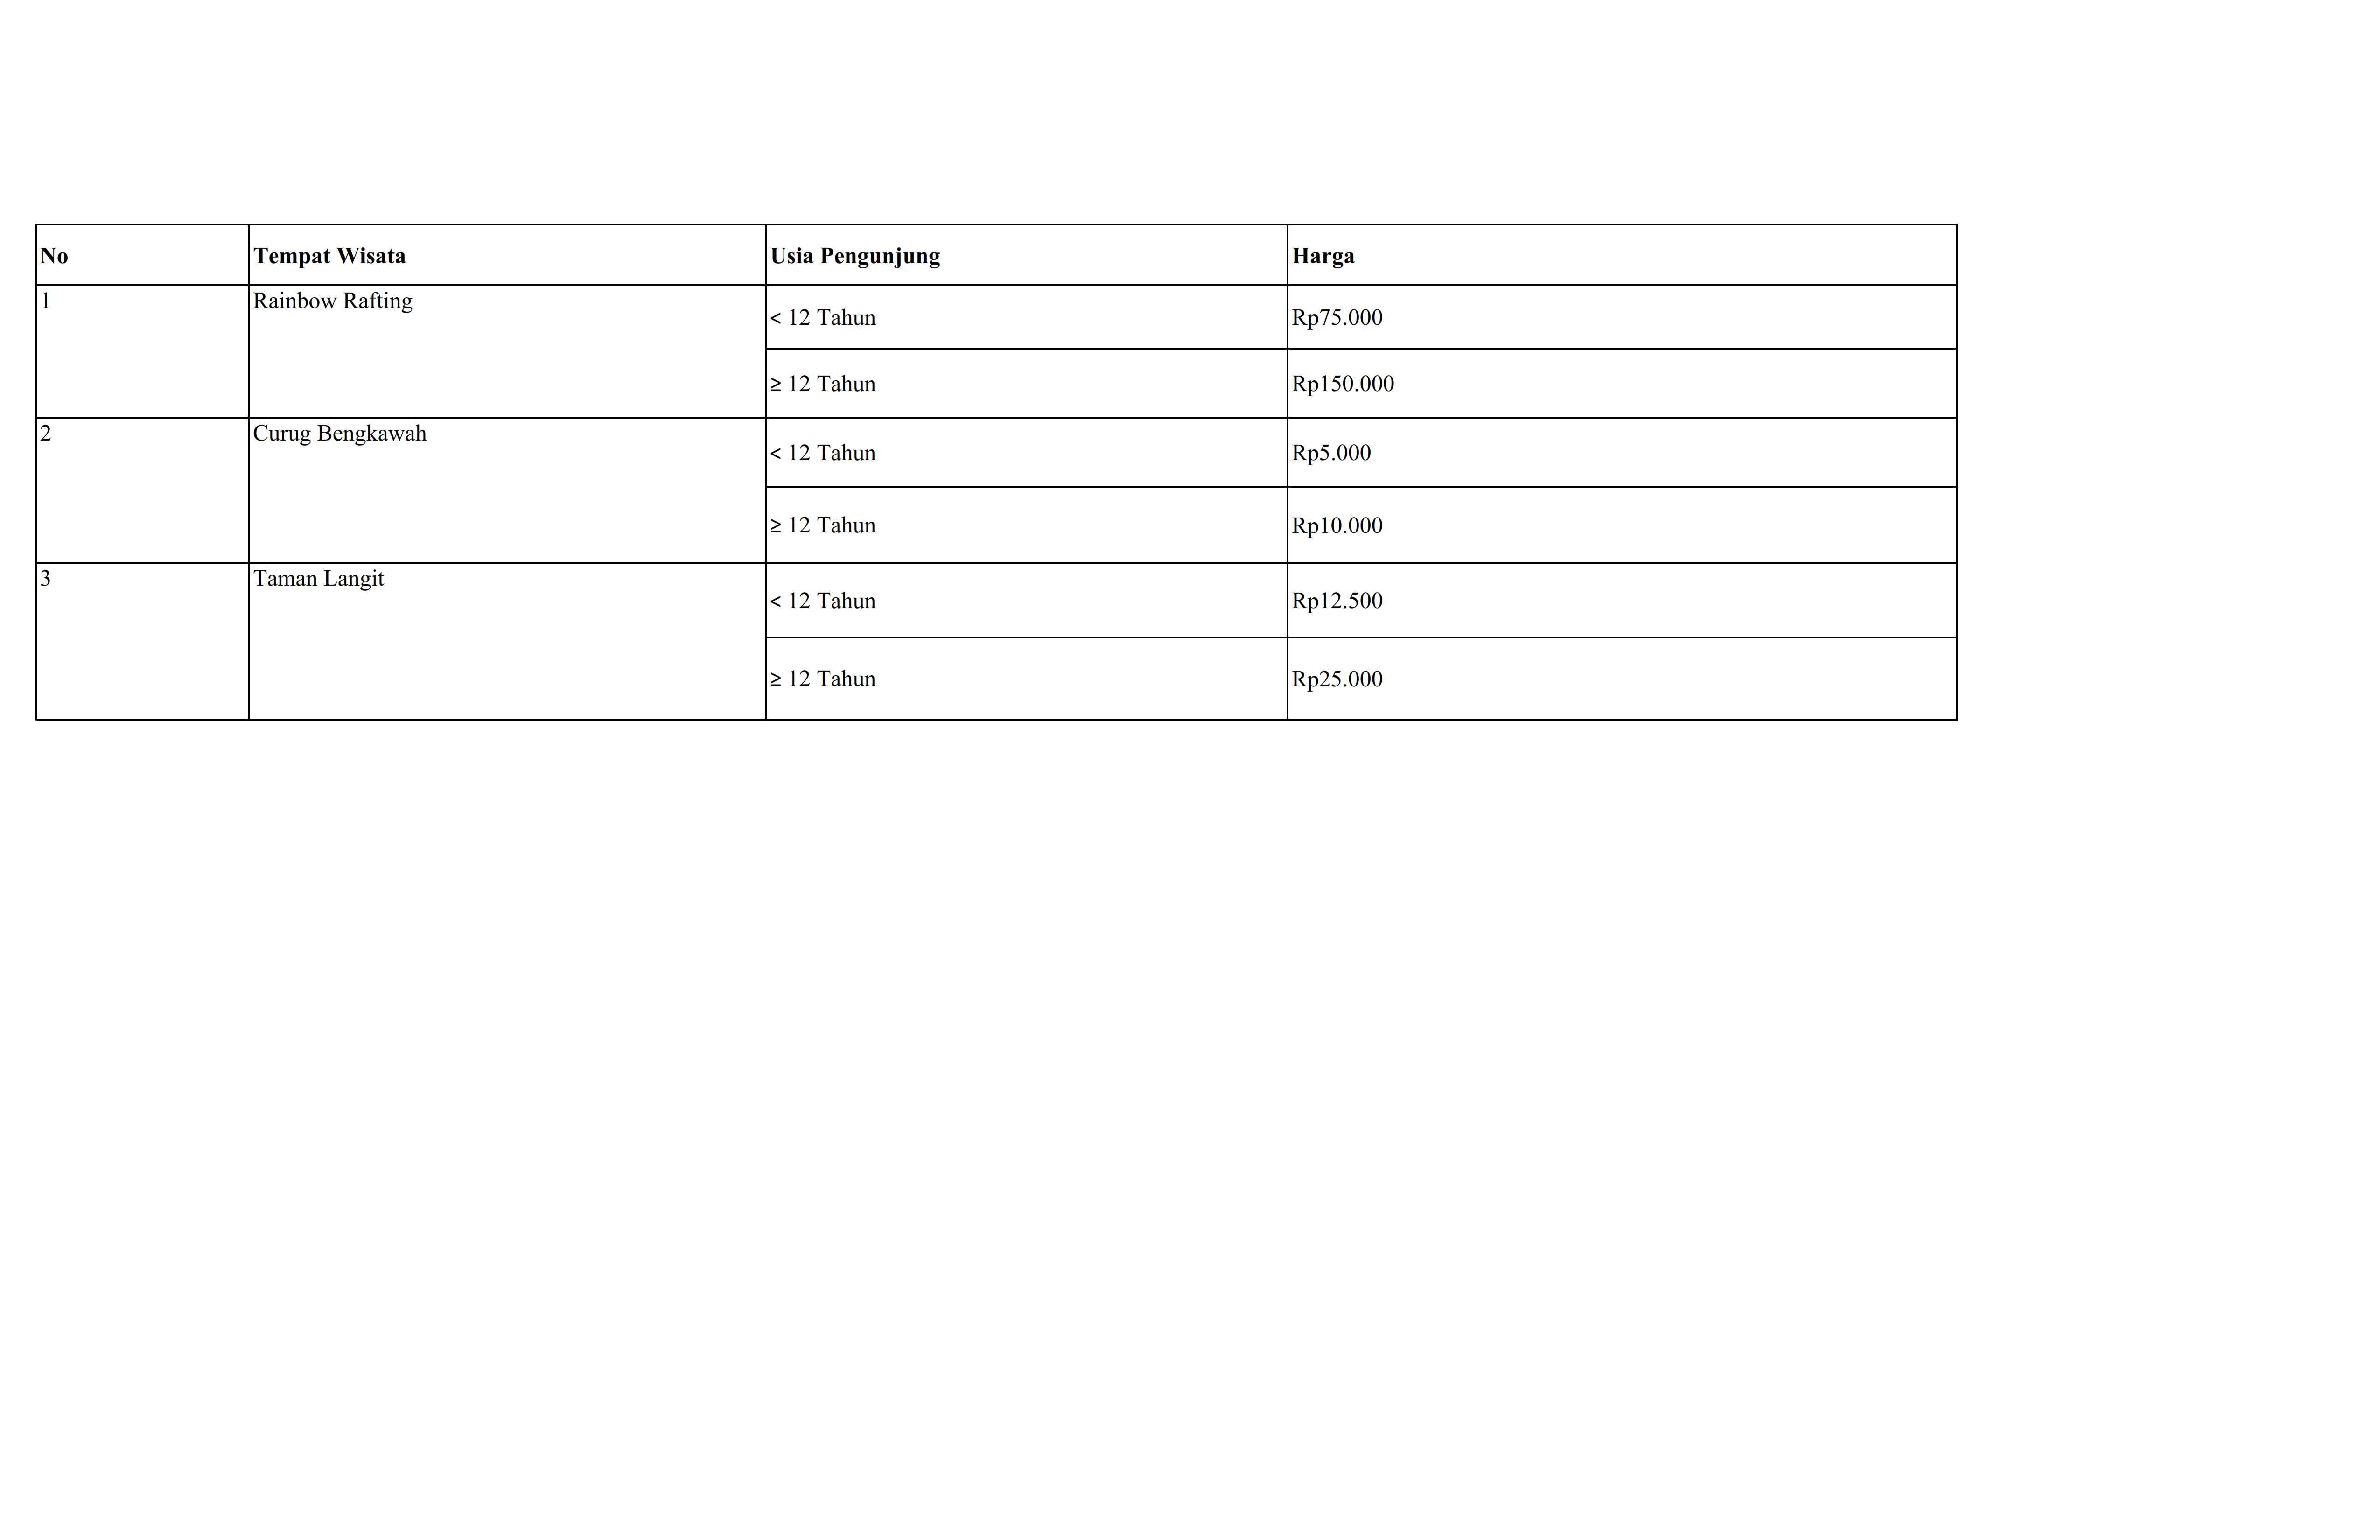 No Tempat Wisata Usia Pengunjung Harga
1 Rainbow Rafting < 12 Tahun Rp75.000
≥ 12 Tahun Rp150.000
2 Curug Bengkawah < 12 Tahun Rp5.000
≥ 12 Tahun Rp10.000
3 Taman Langit < 12 Tahun Rp12.500
≥ 12 Tahun Rp25.000